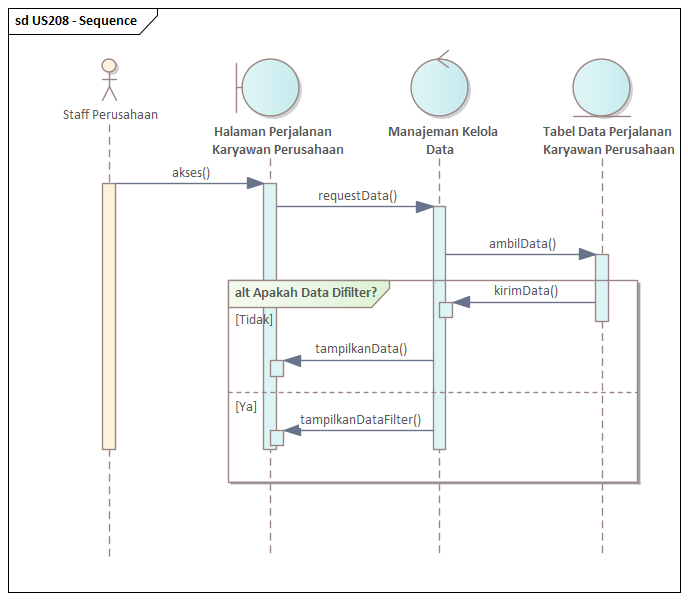 sd US208 - Sequence
Staff Perusahaan
Halaman Perjalanan
Karyawan Perusahaan
Manajeman Kelola
Data
Tabel Data Perjalanan
Karyawan Perusahaan
akses()
requestData()
ambilData()
alt Apakah Data Difilter?
kirimData()
[Tidak]
tampilkanData()
[Ya]
tampilkanDataFilter()